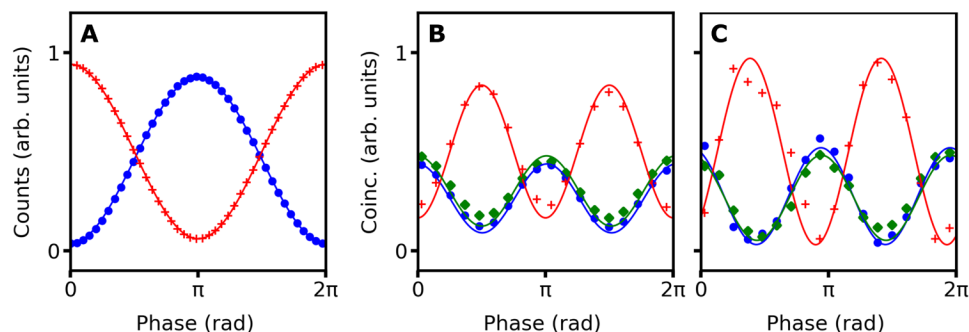 A
B
C
Counts (arb. units)
1
0
0
π
2π
Phase (rad)
Coinc. (arb. units)
1
0
0
π
2π
Phase (rad)
0
π
2π
Phase (rad)